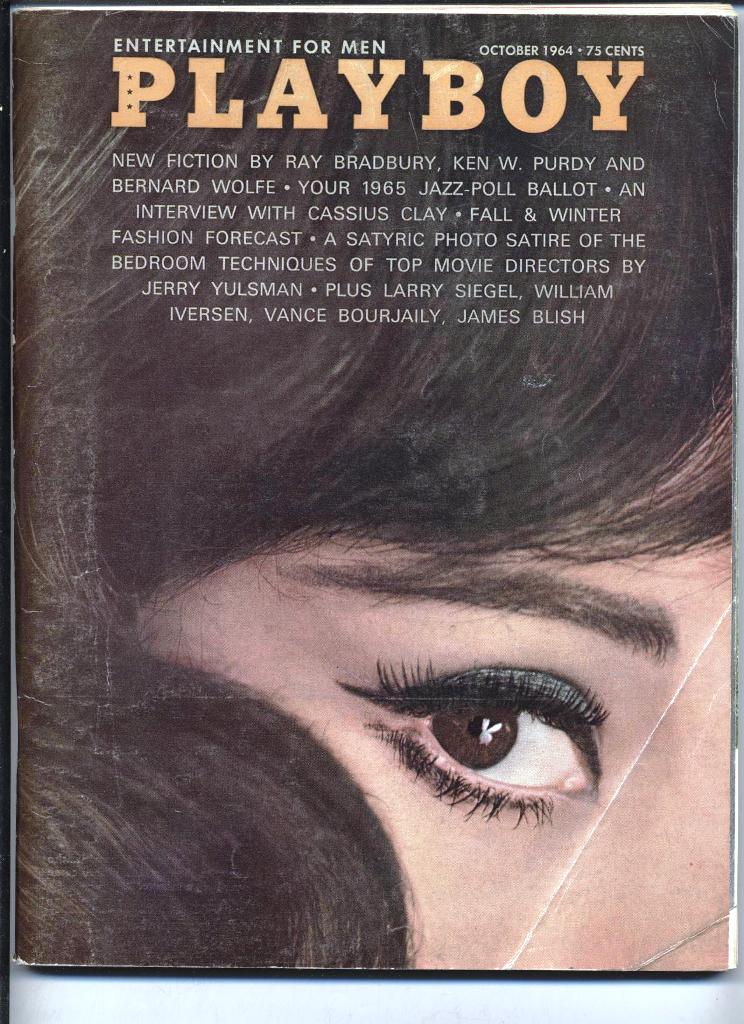 ENTERTAINMENT FOR MEN
OCTOBER 1964 • 75 CENTS
PLAYBOY
NEW FICTION BY RAY BRADBURY, KEN W. PURDY AND
BERNARD WOLFE • YOUR 1965 JAZZ-POLL BALLOT • AN
INTERVIEW WITH CASSIUS CLAY • FALL & WINTER
FASHION FORECAST • A SATYRIC PHOTO SATIRE OF THE
BEDROOM TECHNIQUES OF TOP MOVIE DIRECTORS BY
JERRY YULSMAN • PLUS LARRY SIEGEL, WILLIAM
IVERSEN, VANCE BOURJAILY, JAMES BLISH